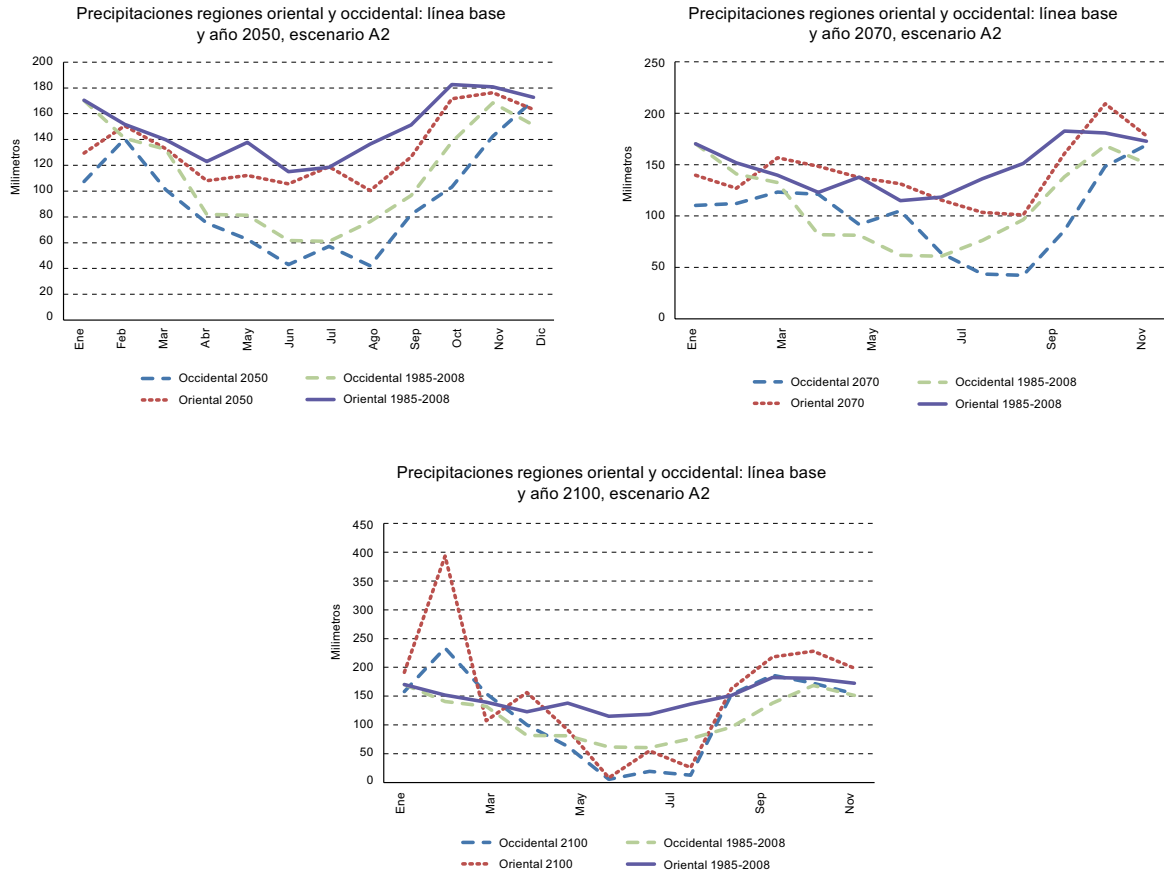 Precipitaciones regiones oriental y occidental: línea base
y año 2050, escenario A2
Milímetros
200
180
160
140
120
100
80
60
40
20
0
Ene
Feb
Mar
Abr
May
Jun
Jul
Ago
Sep
Oct
Nov
Dic
Occidental 2050
Occidental 1985-2008
Oriental 2050
Oriental 1985-2008
Precipitaciones regiones oriental y occidental: línea base
y año 2070, escenario A2
Milímetros
250
200
150
100
50
0
Ene
Mar
May
Jul
Sep
Nov
Occidental 2070
Occidental 1985-2008
Oriental 2070
Oriental 1985-2008
Precipitaciones regiones oriental y occidental: línea base
y año 2100, escenario A2
Milímetros
450
400
350
300
250
200
150
100
50
0
Ene
Mar
May
Jul
Sep
Nov
Occidental 2100
Occidental 1985-2008
Oriental 2100
Oriental 1985-2008